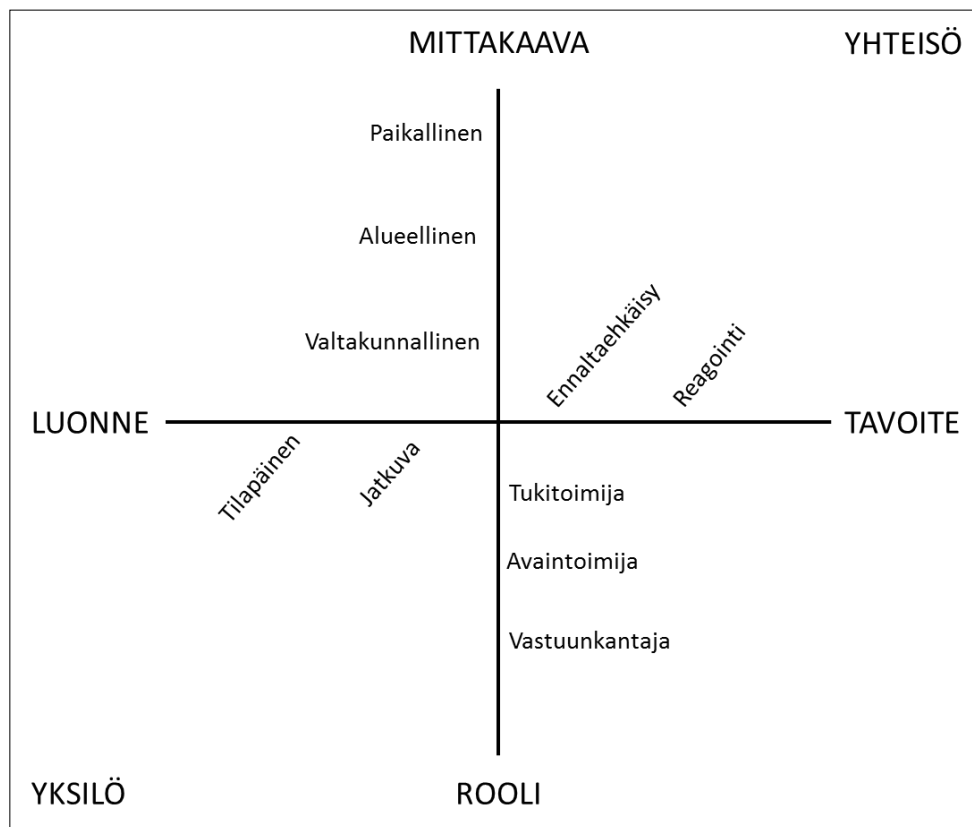 MITTAKAAVA
YHTEISÖ
Paikallinen
Alueellinen
Valtakunnallinen
Ennaltaehkäisy
Reagointi
LUONNE
TAVOITE
Tilapäinen
Jatkuva
Tukitoimija
Avaintoimija
Vastuunkantaja
YKSILÖ
ROOLI